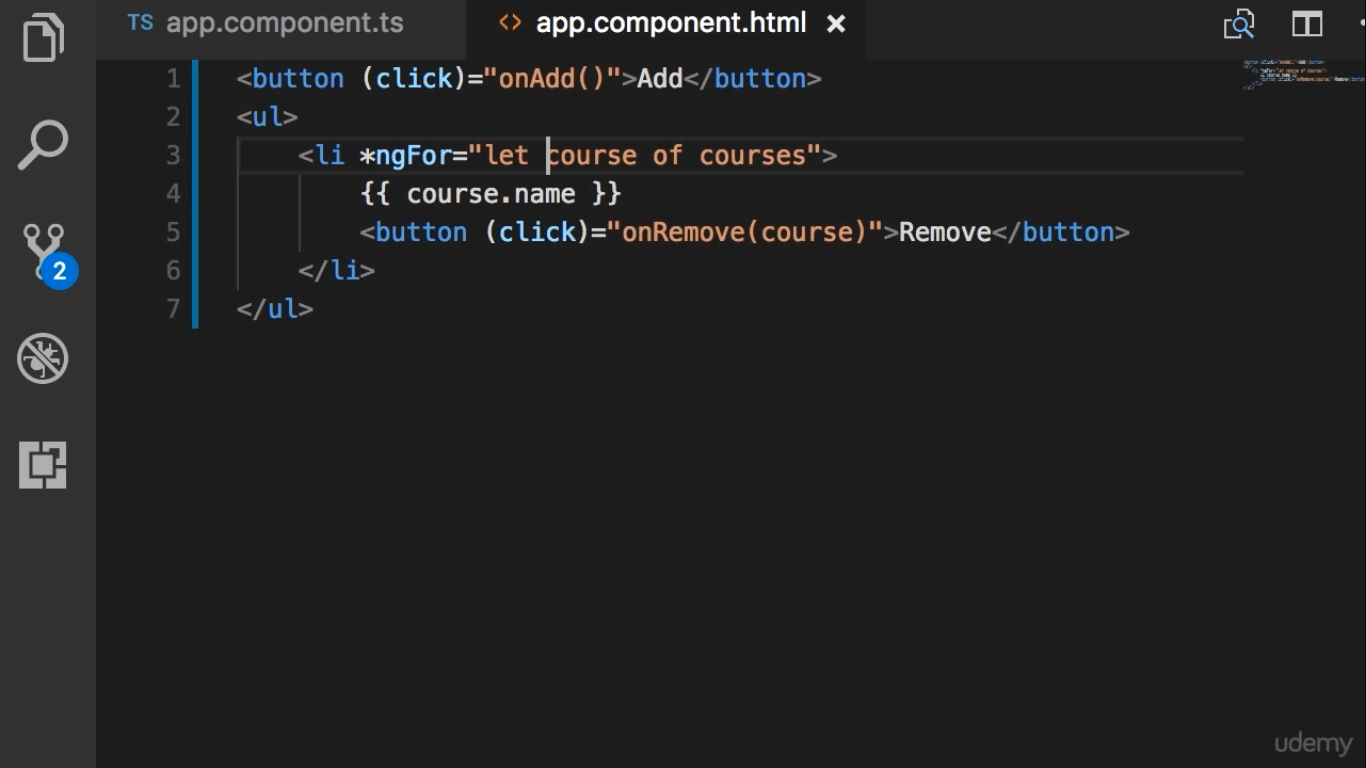 TS app.component.ts <> app.component.html ×
1 <button (click)="onAdd()">Add</button>
2 <ul>
3 <li *ngFor="let course of courses">
4 {{ course.name }}
5 <button (click)="onRemove(course)">Remove</button>
6 </li>
7 </ul>
2
udemy